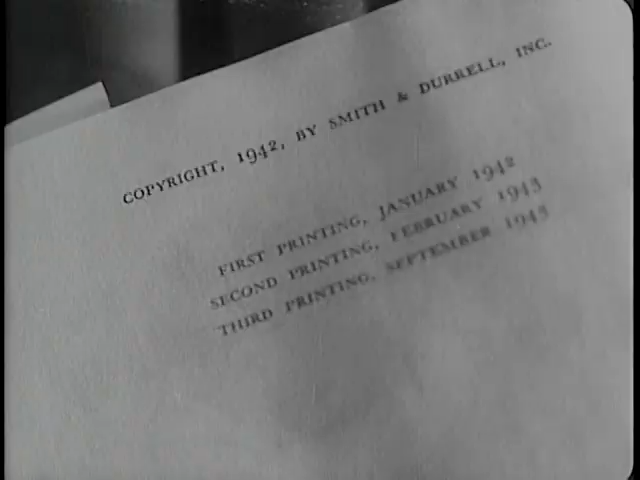 COPYRIGHT, 1942, BY SMITH & DURRELL, INC.
FIRST PRINTING, JANUARY 1942
SECOND PRINTING, FEBRUARY 1943
THIRD PRINTING, SEPTEMBER 1943